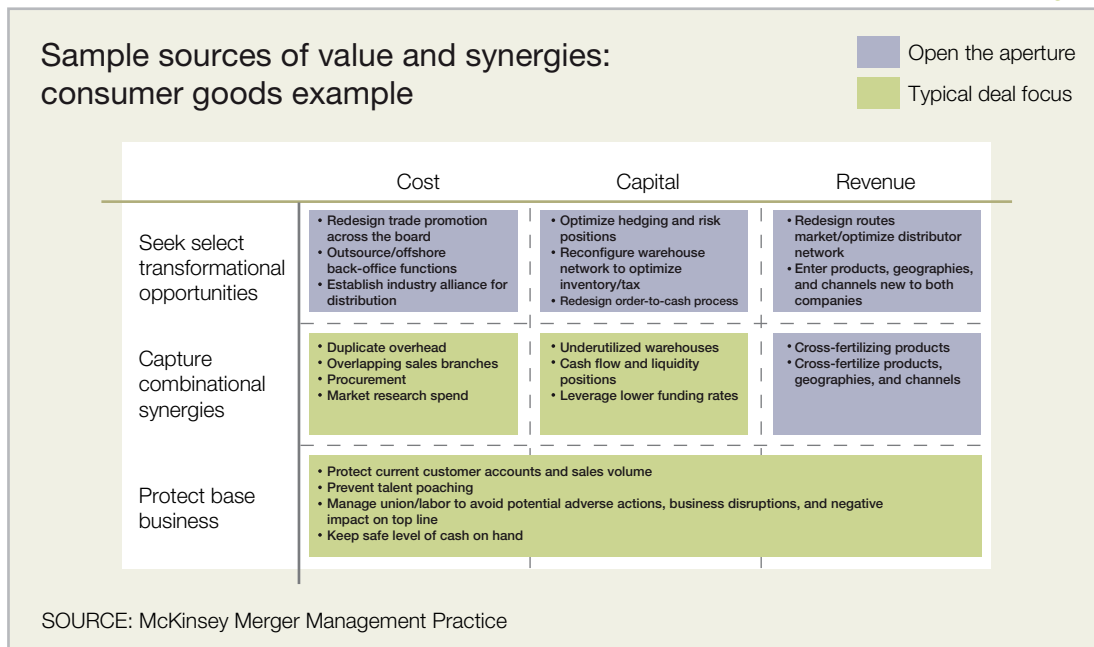 Sample sources of value and synergies:
consumer goods example
Open the aperture
Typical deal focus
Cost
Capital
Revenue
Seek select
transformational
opportunities
• Redesign trade promotion
across the board
• Outsource/offshore
back-office functions
• Establish industry alliance for
distribution
• Optimize hedging and risk
positions
• Reconfigure warehouse
network to optimize
inventory/tax
• Redesign order-to-cash process
• Redesign routes
market/optimize distributor
network
• Enter products, geographies,
and channels new to both
companies
Capture
combinational
synergies
• Duplicate overhead
• Overlapping sales branches
• Procurement
• Market research spend
• Underutilized warehouses
• Cash flow and liquidity
positions
• Leverage lower funding rates
• Cross-fertilizing products
• Cross-fertilize products,
geographies, and channels
Protect base
business
• Protect current customer accounts and sales volume
• Prevent talent poaching
• Manage union/labor to avoid potential adverse actions, business disruptions, and negative
impact on top line
• Keep safe level of cash on hand
SOURCE: McKinsey Merger Management Practice